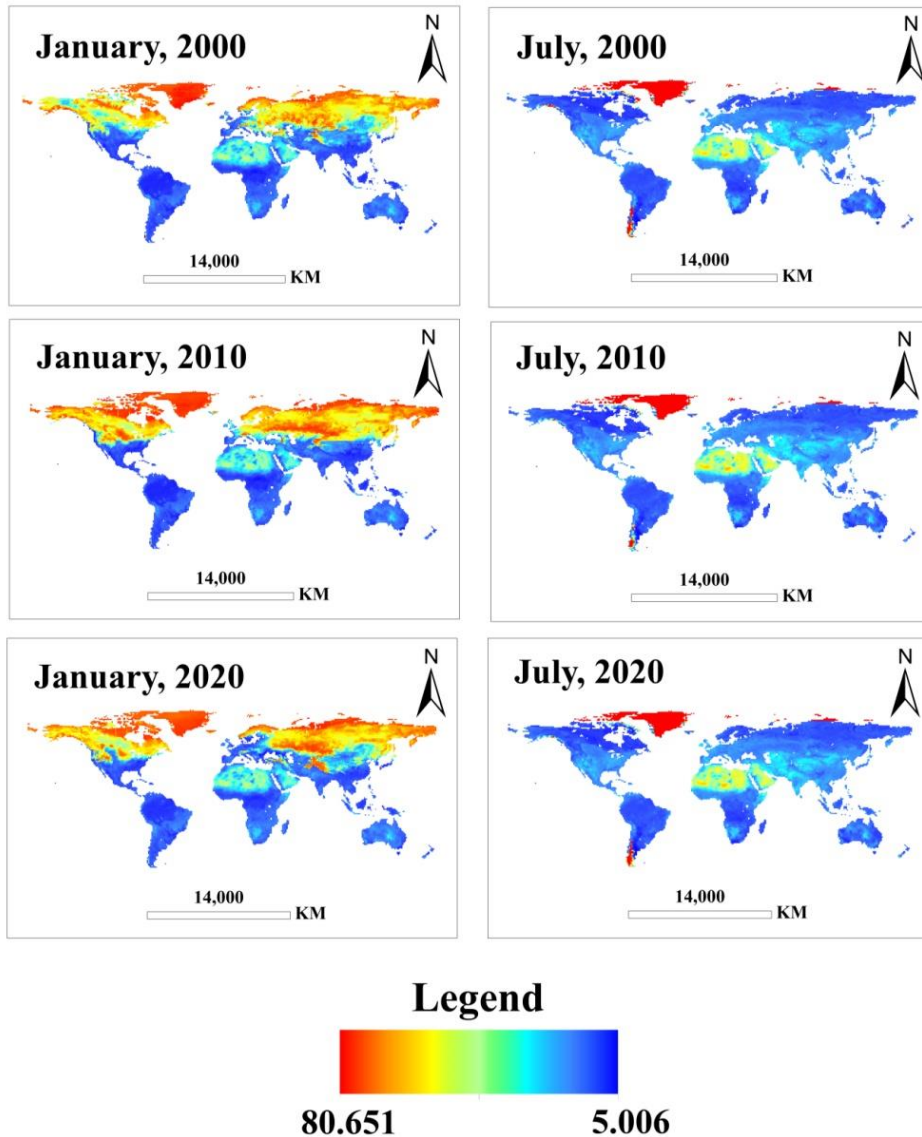 January, 2000
N
14,000
KM
July, 2000
N
14,000
KM
January, 2010
N
14,000
KM
July, 2010
N
14,000
KM
January, 2020
N
14,000
KM
July, 2020
N
14,000
KM
Legend
80.651
5.006